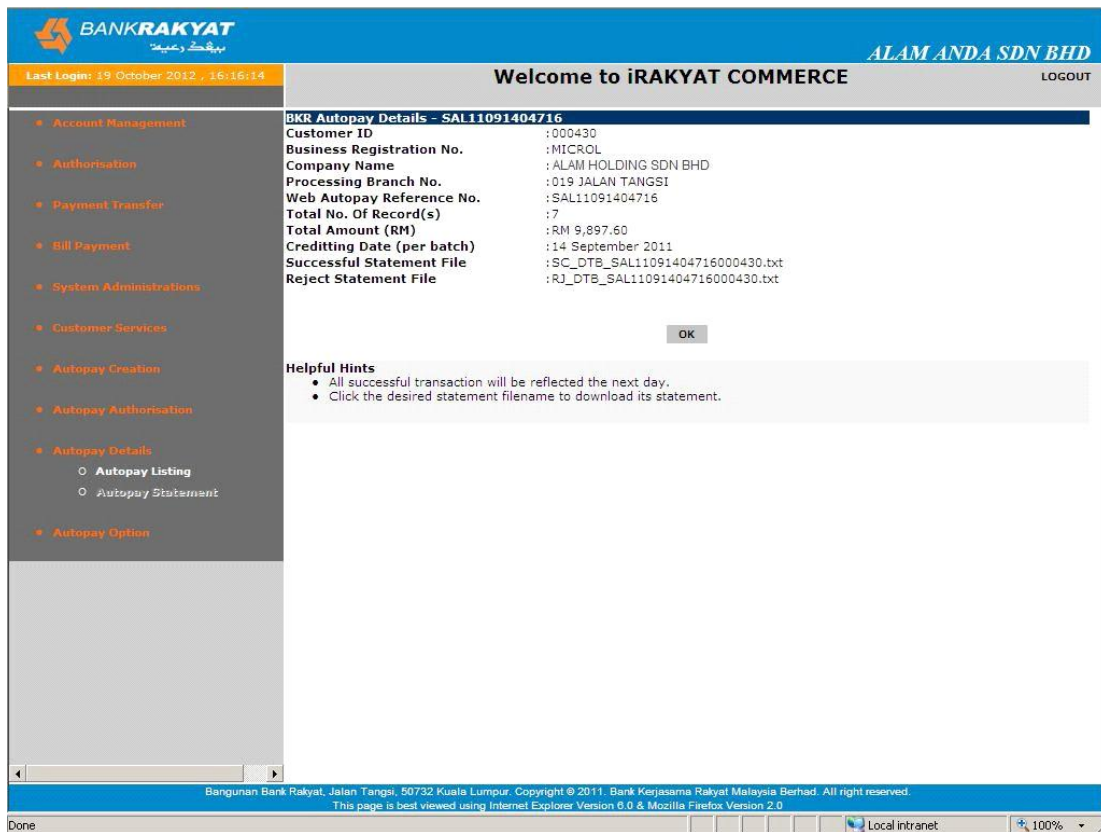 BANKRAKYAT
بيڤك رعية
ALAM ANDA SDN BHD
Last Login: 19 October 2012 , 16:16:14
Welcome to iRAKYAT COMMERCE
LOGOUT
Account Management
Authorisation
Payment Transfer
Bill Payment
System Administrations
Customer Services
Autopay Creation
Autopay Authorisation
Autopay Details
Autopay Listing
Autopay Statement
Autopay Option
BKR Autopay Details - SAL11091404716
Customer ID :000430
Business Registration No. :MICROL
Company Name : ALAM HOLDING SDN BHD
Processing Branch No. :019 JALAN TANGSI
Web Autopay Reference No. :SAL11091404716
Total No. Of Record(s) :7
Total Amount (RM) :RM 9,897.60
Creditting Date (per batch) :14 September 2011
Successful Statement File :SC_DTB_SAL11091404716000430.txt
Reject Statement File :RJ_DTB_SAL11091404716000430.txt
OK
Helpful Hints
All successful transaction will be reflected the next day.
Click the desired statement filename to download its statement.
Bangunan Bank Rakyat, Jalan Tangsi, 50732 Kuala Lumpur. Copyright © 2011. Bank Kerjasama Rakyat Malaysia Berhad. All right reserved.
This page is best viewed using Internet Explorer Version 6.0 & Mozilla Firefox Version 2.0
Done
Local intranet
100%